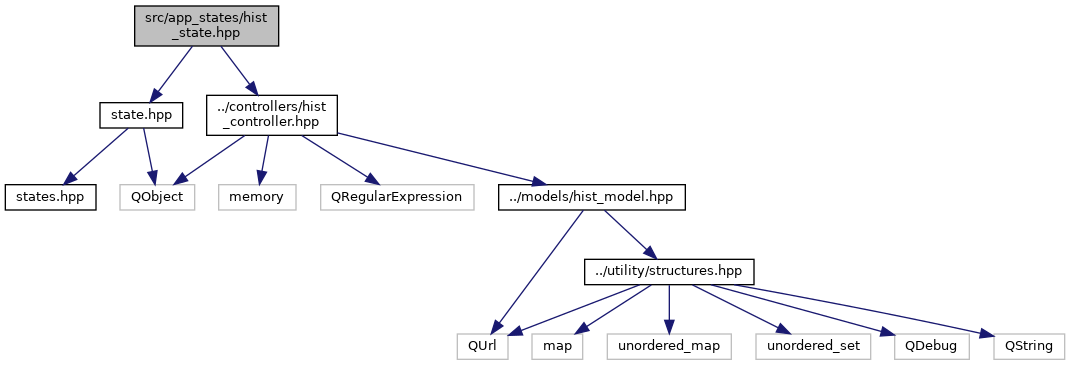 src/app_states/hist
_state.hpp
state.hpp
../controllers/hist
_controller.hpp
states.hpp
QObject
memory
QRegularExpression
../models/hist_model.hpp
../utility/structures.hpp
QUrl
map
unordered_map
unordered_set
QDebug
QString